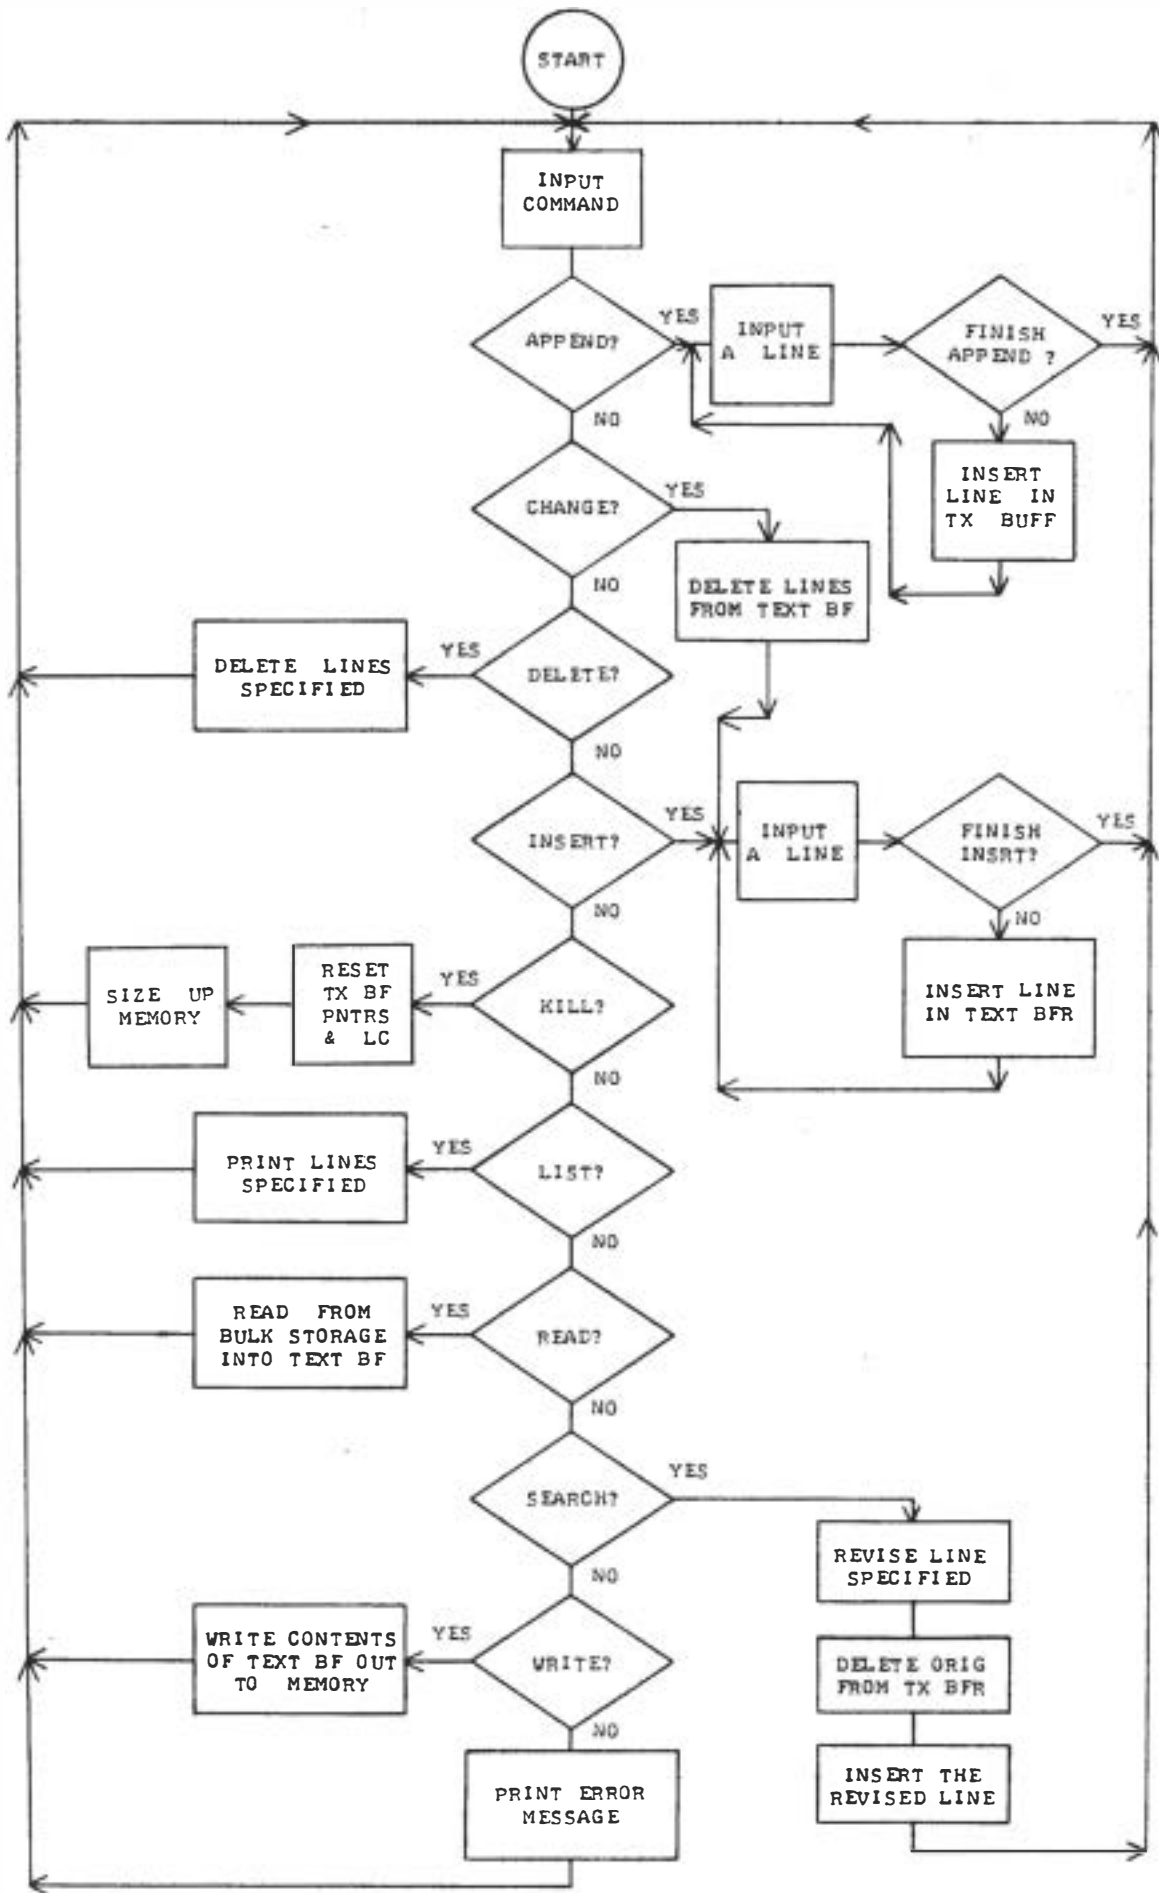 START
INPUT
COMMAND
APPEND?
YES
INPUT
A LINE
FINISH
APPEND ?
YES
NO
NO
INSERT
LINE IN
TX BUFF
CHANGE?
YES
DELETE LINES
FROM TEXT BF
NO
DELETE?
YES
DELETE LINES
SPECIFIED
NO
INSERT?
YES
INPUT
A LINE
FINISH
INSRT?
YES
NO
NO
INSERT LINE
IN TEXT BFR
KILL?
YES
RESET
TX BF
PNTRS
& LC
SIZE UP
MEMORY
NO
LIST?
YES
PRINT LINES
SPECIFIED
NO
READ?
YES
READ FROM
BULK STORAGE
INTO TEXT BF
NO
SEARCH?
YES
REVISE LINE
SPECIFIED
DELETE ORIG
FROM TX BFR
INSERT THE
REVISED LINE
NO
WRITE?
YES
WRITE CONTENTS
OF TEXT BF OUT
TO MEMORY
NO
PRINT ERROR
MESSAGE